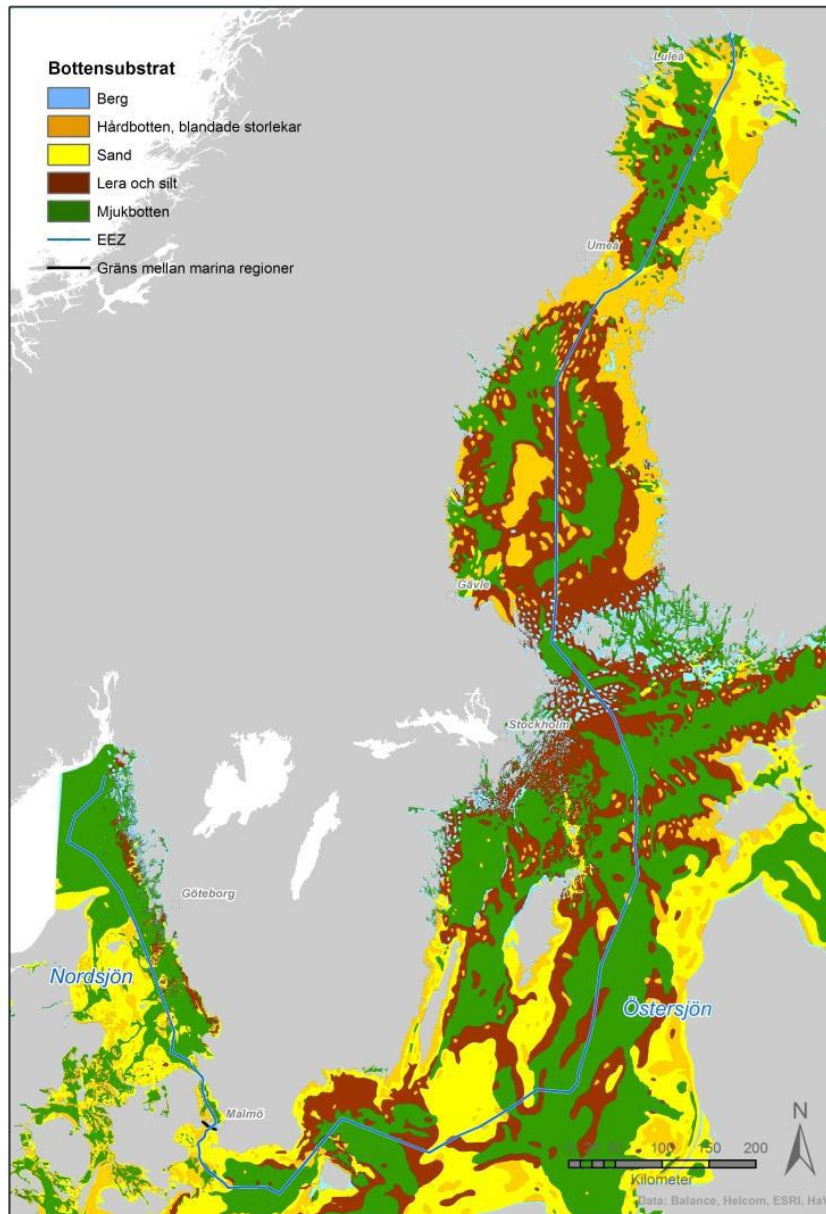 Bottensubstrat
Berg
Hårdbotten, blandade storlekar
Sand
Lera och silt
Mjukbotten
EEZ
Gräns mellan marina regioner
Luleå
Umeå
Gävle
Stockholm
Göteborg
Nordsjön
Östersjön
Malmö
N
100 150 200
Kilometer
Data: Balance, Helcom, ESRI, HaV